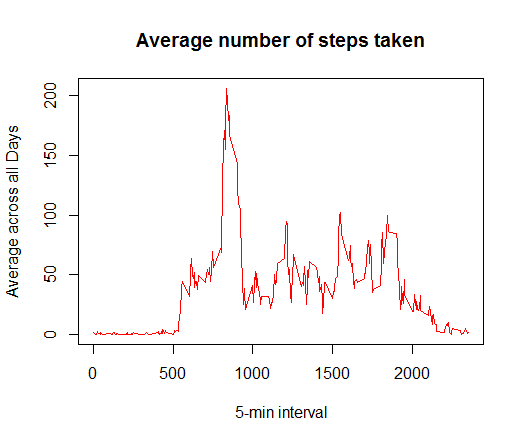 Average number of steps taken
Average across all Days
200
150
100
50
0
0 500 1000 1500 2000
5-min interval